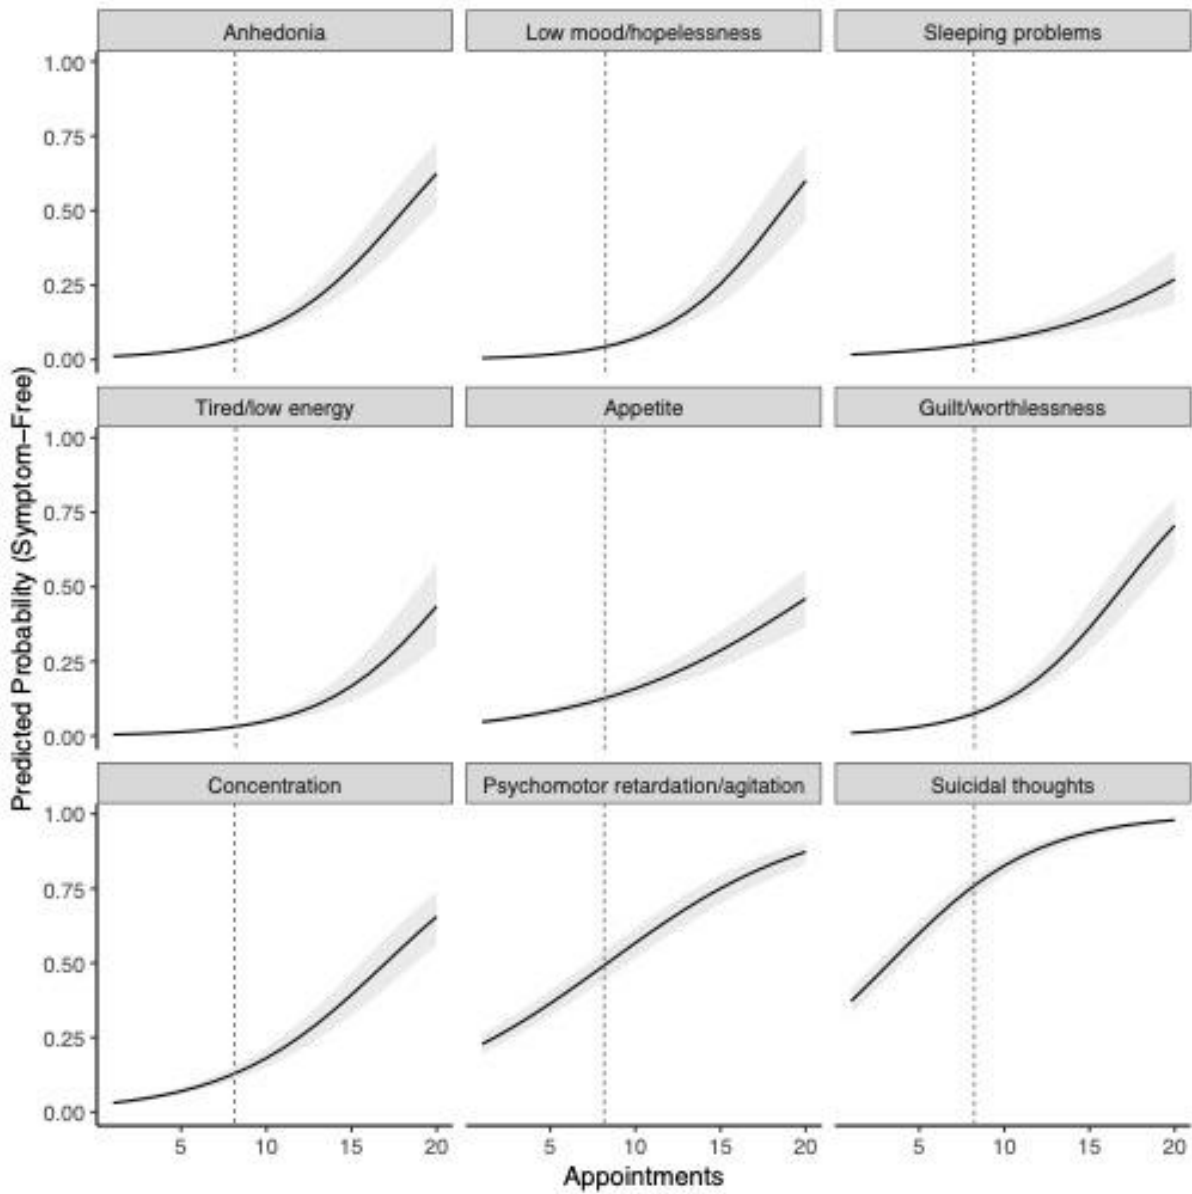 Anhedonia
Low mood/hopelessness
Sleeping problems
1.00
0.75
0.50
0.25
0.00
Tired/low energy
Appetite
Guilt/worthlessness
1.00
0.75
0.50
0.25
0.00
Concentration
Psychomotor retardation/agitation
Suicidal thoughts
1.00
0.75
0.50
0.25
0.00
5 10 15 20
5 10 15 20
5 10 15 20
Appointments
Predicted Probability (Symptom−Free)